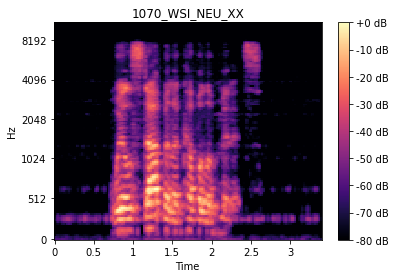 1070_WSI_NEU_XX
+0 dB
8192
-10 dB
4096
-20 dB
-30 dB
2048
Hz
-40 dB
1024
-50 dB
512
-60 dB
-70 dB
0
-80 dB
0 0.5 1 1.5 2 2.5 3
Time